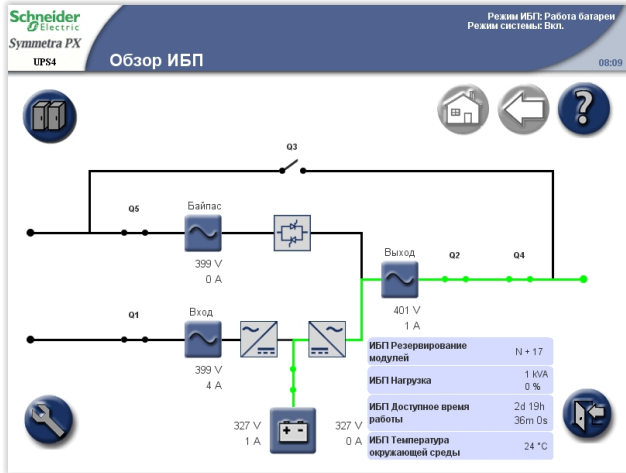 Schneider
Electric
Symmetra PX
UPS4
Обзор ИБП
Режим ИБП: Работа батареи
Режим системы: Вкл.
08:09
?
Q3
Q5
Байпас
399 V
0 A
Выход
Q2
Q4
401 V
1 A
Q1
Вход
399 V
4 A
327 V
1 A
327 V
0 A
ИБП Резервирование
модулей
N + 17
ИБП Нагрузка
1 kVA
0 %
ИБП Доступное время
работы
2d 19h
36m 0s
ИБП Температура
окружающей среды
24 °C